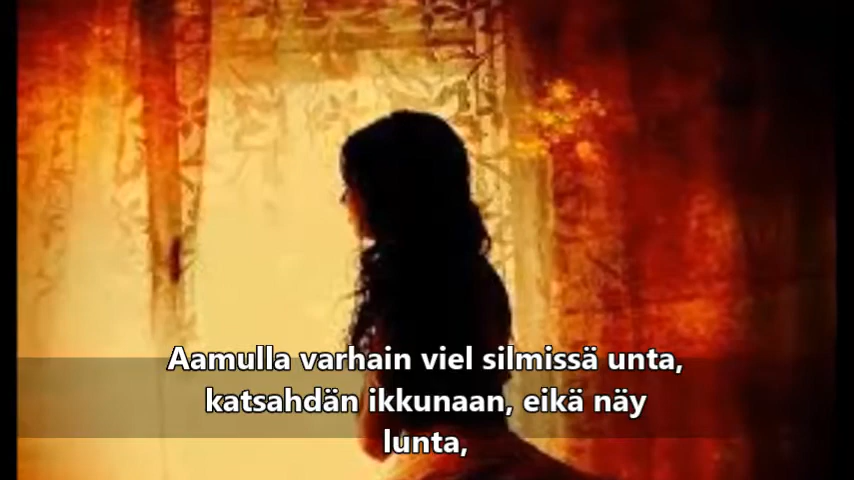 Aamulla varhain viel silmissä unta,
katsahdän ikkunaan, eikä näy
lunta,